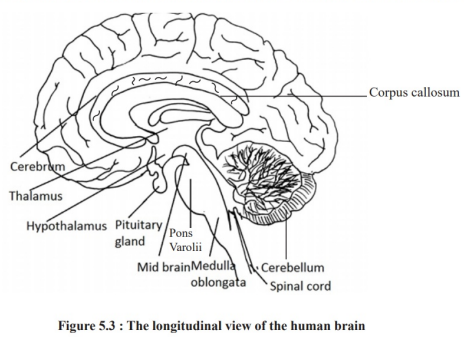 Corpus callosum
Cerebrum
Thalamus
Hypothalamus
Pituitary
gland
Pons
Varolii
Mid brain
Medulla
oblongata
Cerebellum
Spinal cord
Figure 5.3 : The longitudinal view of the human brain